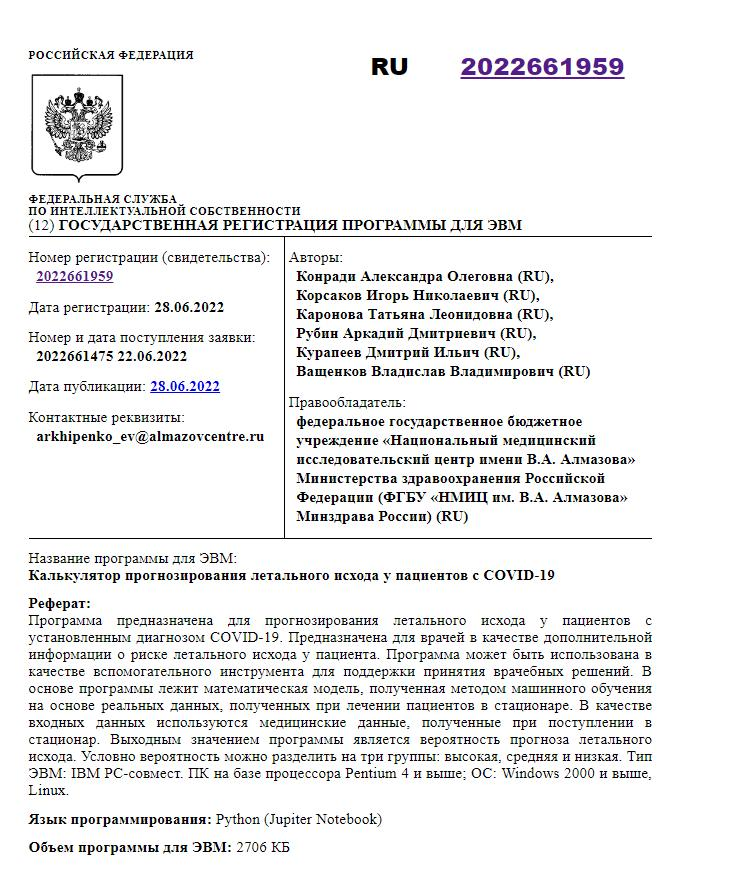 РОССИЙСКАЯ ФЕДЕРАЦИЯ
RU 2022661959
ФЕДЕРАЛЬНАЯ СЛУЖБА
ПО ИНТЕЛЛЕКТУАЛЬНОЙ СОБСТВЕННОСТИ
(12) ГОСУДАРСТВЕННАЯ РЕГИСТРАЦИЯ ПРОГРАММЫ ДЛЯ ЭВМ
Номер регистрации (свидетельства):
2022661959
Дата регистрации: 28.06.2022
Номер и дата поступления заявки:
2022661475 22.06.2022
Дата публикации: 28.06.2022
Контактные реквизиты:
arkhipenko_ev@almazovcentre.ru
Авторы:
Конради Александра Олеговна (RU),
Корсаков Игорь Николаевич (RU),
Каронова Татьяна Леонидовна (RU),
Рубин Аркадий Дмитриевич (RU),
Курапеев Дмитрий Ильич (RU),
Ващенков Владислав Владимирович (RU)
Правообладатель:
федеральное государственное бюджетное
учреждение «Национальный медицинский
исследовательский центр имени В.А. Алмазова»
Министерства здравоохранения Российской
Федерации (ФГБУ «НМИЦ им. В.А. Алмазова»
Минздрава России) (RU)
Название программы для ЭВМ:
Калькулятор прогнозирования летального исхода у пациентов с COVID-19
Реферат:
Программа предназначена для прогнозирования летального исхода у пациентов с
установленным диагнозом COVID-19. Предназначена для врачей в качестве дополнительной
информации о риске летального исхода у пациента. Программа может быть использована в
качестве вспомогательного инструмента для поддержки принятия врачебных решений. В
основе программы лежит математическая модель, полученная методом машинного обучения
на основе реальных данных, полученных при лечении пациентов в стационаре. В качестве
входных данных используются медицинские данные, полученные при поступлении в
стационар. Выходным значением программы является вероятность прогноза летального
исхода. Условно вероятность можно разделить на три группы: высокая, средняя и низкая. Тип
ЭВМ: IBM PC-совмест. ПК на базе процессора Pentium 4 и выше; ОС: Windows 2000 и выше,
Linux.
Язык программирования: Python (Jupiter Notebook)
Объем программы для ЭВМ: 2706 КБ